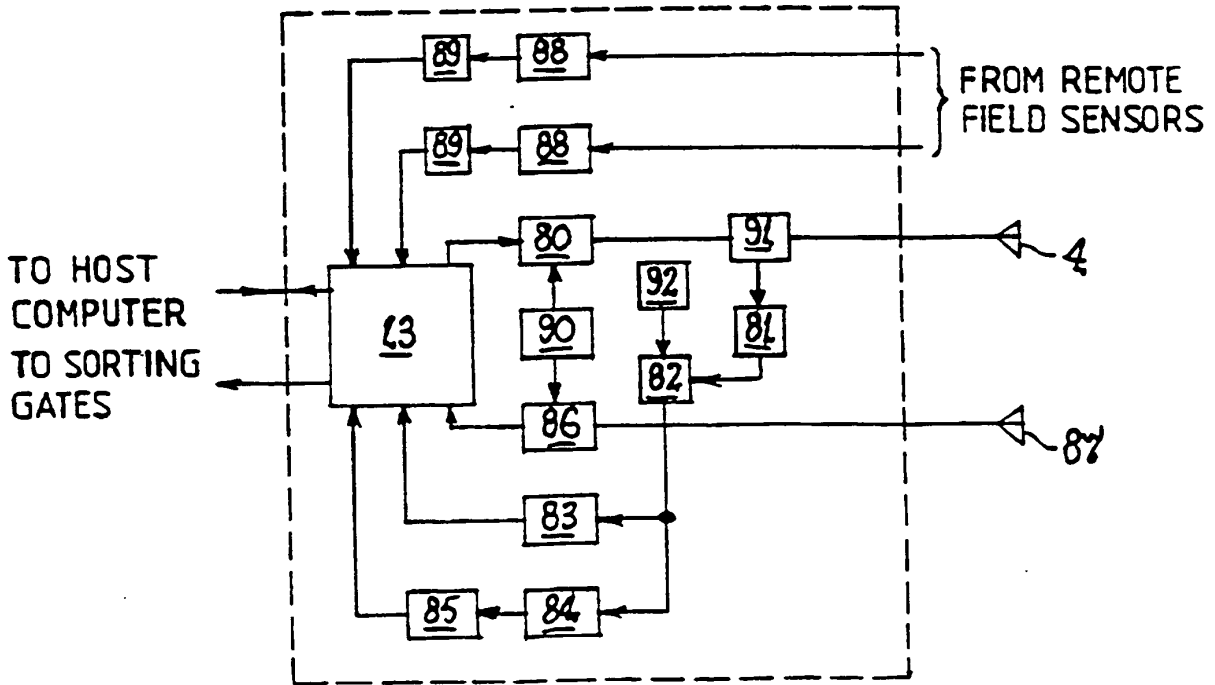 89
88
FROM REMOTE
FIELD SENSORS
89
88
80
91
4
TO HOST
COMPUTER
92
13
90
81
TO SORTING
GATES
82
86
87
83
85
84